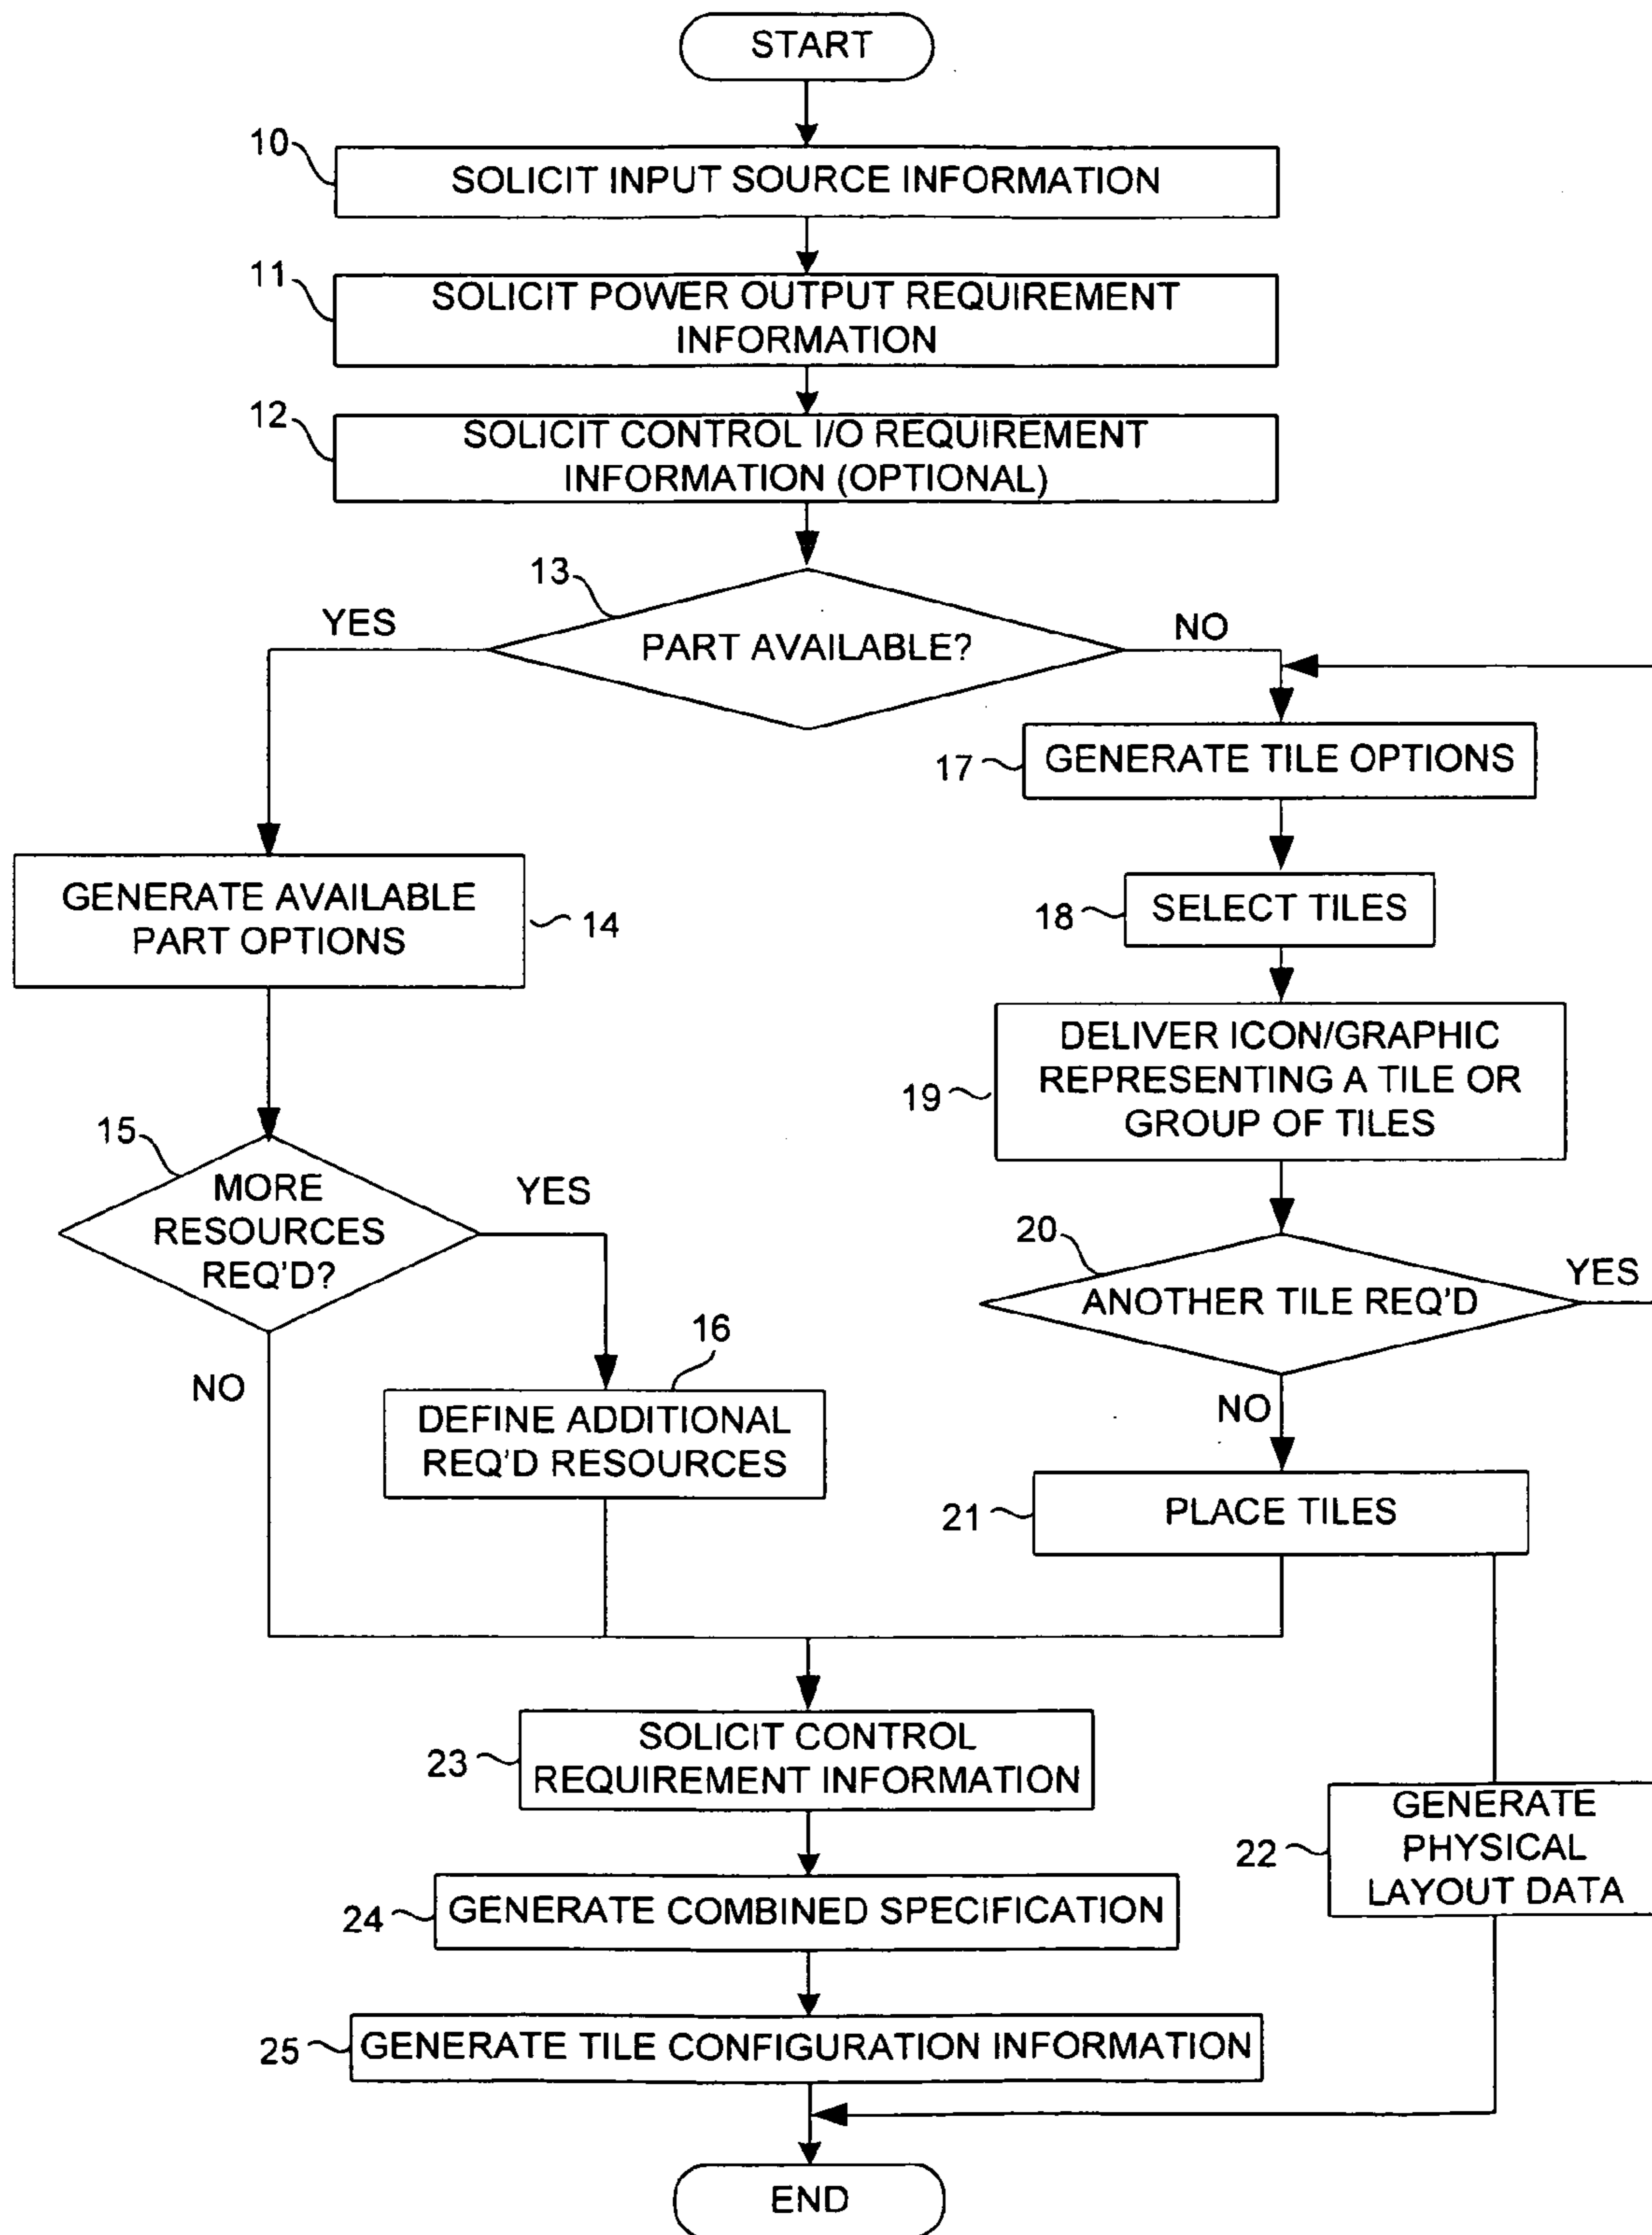 START
10
SOLICIT INPUT SOURCE INFORMATION
11
SOLICIT POWER OUTPUT REQUIREMENT
INFORMATION
12
SOLICIT CONTROL I/O REQUIREMENT
INFORMATION (OPTIONAL)
13
PART AVAILABLE?
YES
NO
17
GENERATE TILE OPTIONS
GENERATE AVAILABLE
PART OPTIONS
14
18
SELECT TILES
19
DELIVER ICON/GRAPHIC
REPRESENTING A TILE OR
GROUP OF TILES
15
MORE
RESOURCES
REQ'D?
YES
NO
20
ANOTHER TILE REQ'D
YES
NO
16
DEFINE ADDITIONAL
REQ'D RESOURCES
21
PLACE TILES
23
SOLICIT CONTROL
REQUIREMENT INFORMATION
22
GENERATE
PHYSICAL
LAYOUT DATA
24
GENERATE COMBINED SPECIFICATION
25
GENERATE TILE CONFIGURATION INFORMATION
END